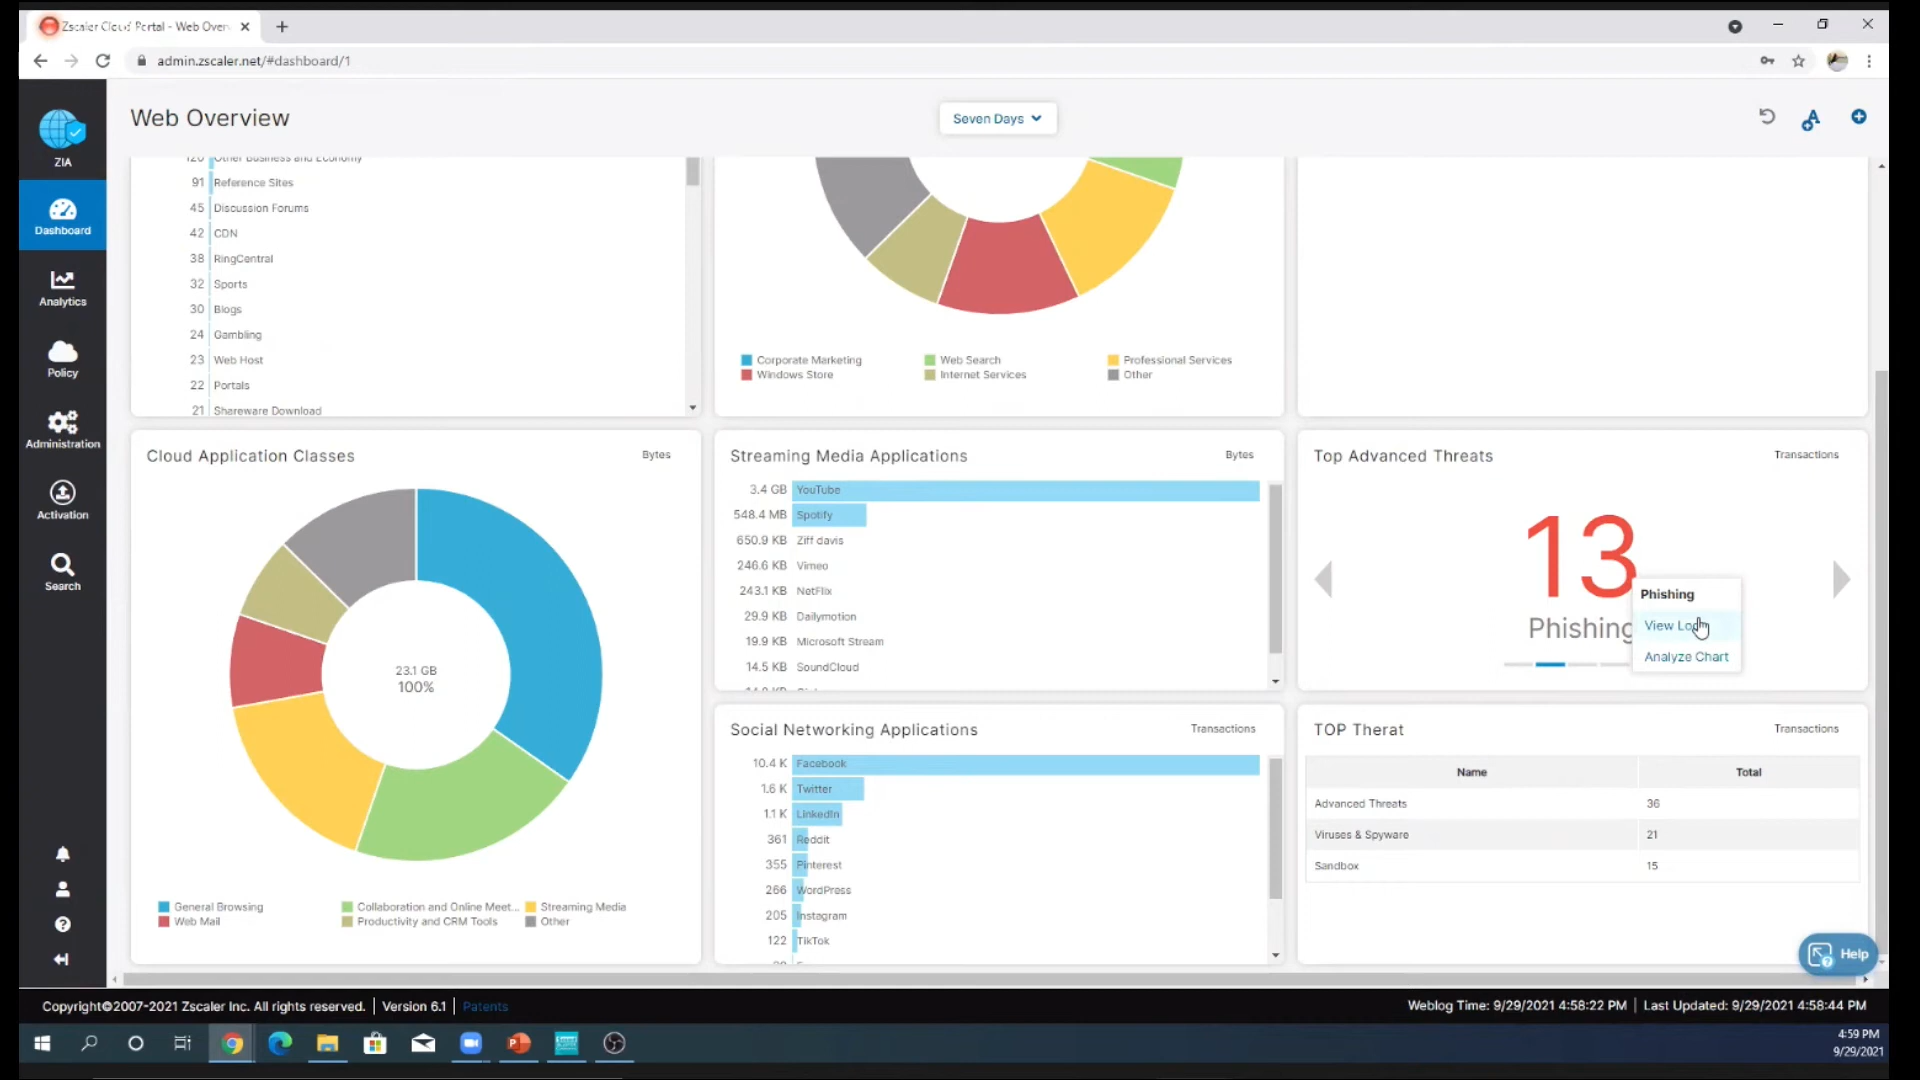 Zscaler Cloud Portal - Web Over
admin.zscaler.net/#dashboard/1
ZIA
Dashboard
Analytics
Policy
Administration
Activation
Search
Web Overview
Seven Days
120 Other Business and Economy
91 Reference Sites
45 Discussion Forums
42 CDN
38 RingCentral
32 Sports
30 Blogs
24 Gambling
23 Web Host
22 Portals
21 Shareware Download
Corporate Marketing Web Search Professional Services
Windows Store Internet Services Other
Cloud Application Classes Bytes
23.1 GB
100%
General Browsing Collaboration and Online Meet... Streaming Media
Web Mail Productivity and CRM Tools Other
Streaming Media Applications Bytes
3.4 GB YouTube
548.4 MB Spotify
650.9 KB Ziff davis
246.6 KB Vimeo
243.1 KB NetFlix
29.9 KB Dailymotion
19.9 KB Microsoft Stream
14.5 KB SoundCloud
Top Advanced Threats Transactions
13
Phishing
Phishing
View Lo
Analyze Chart
Social Networking Applications Transactions
10.4 K Facebook
1.6 K Twitter
1.1 K LinkedIn
361 Reddit
355 Pinterest
266 WordPress
205 Instagram
122 TikTok
TOP Therat Transactions
Name Total
Advanced Threats 36
Viruses & Spyware 21
Sandbox 15
Help
Copyright©2007-2021 Zscaler Inc. All rights reserved. | Version 6.1 | Patents
Weblog Time: 9/29/2021 4:58:22 PM | Last Updated: 9/29/2021 4:58:44 PM
4:59 PM
9/29/2021